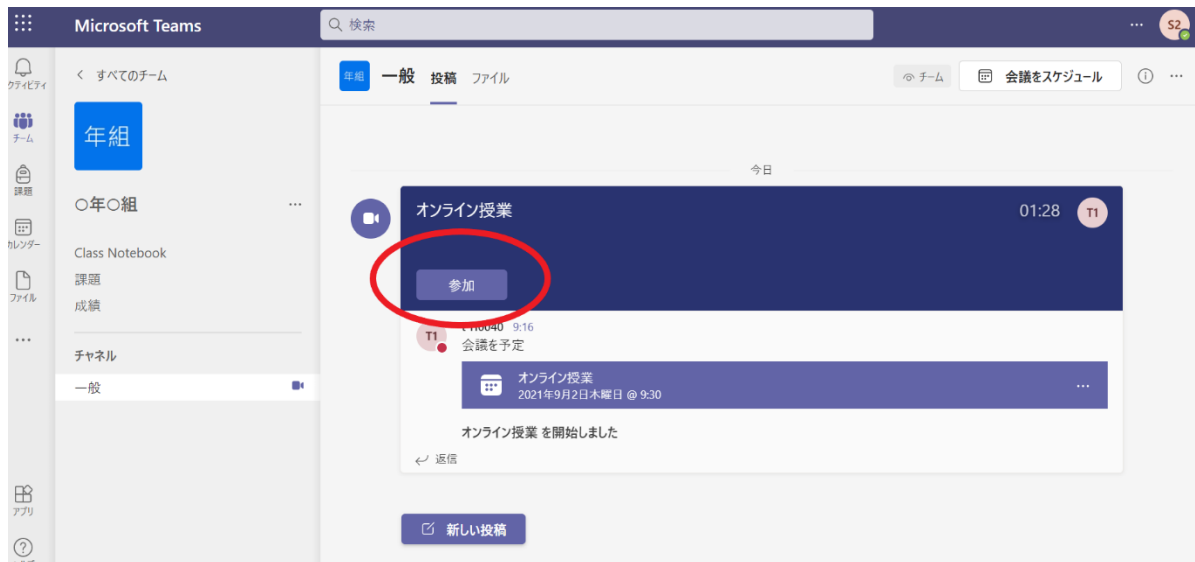 Microsoft Teams
検索
S2
クティビティ
チーム
課題
カレンダー
ファイル
アプリ
すべてのチーム
年組
○年○組
Class Notebook
課題
成績
チャネル
一般
年組 一般 投稿 ファイル
チーム
会議をスケジュール
今日
オンライン授業
01:28 T1
参加
T1
9:16
会議を予定
オンライン授業
2021年9月2日木曜日 @ 9:30
オンライン授業 を開始しました
返信
新しい投稿